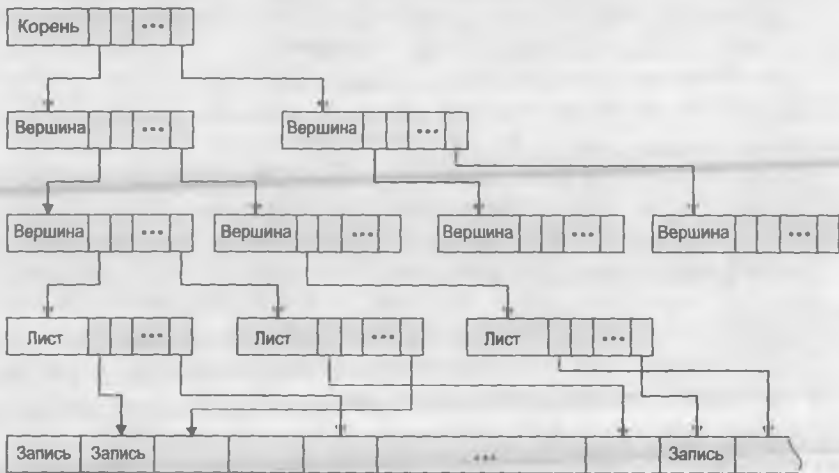 Корень •••
Вершина ••• Вершина •••
Вершина ••• Вершина ••• Вершина ••• Вершина •••
Лист ••• Лист ••• Лист •••
Запись Запись ••• Запись